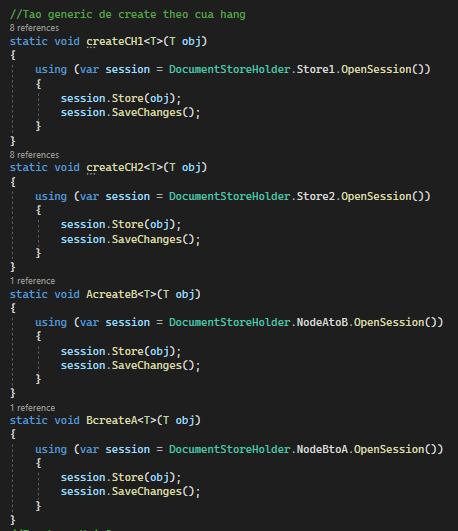 //Tao generic de create theo cua hang
8 references
static void createCH1<T>(T obj)
{
using (var session = DocumentStoreHolder.Store1.OpenSession())
{
session.Store(obj);
session.SaveChanges();
}
}
8 references
static void createCH2<T>(T obj)
{
using (var session = DocumentStoreHolder.Store2.OpenSession())
{
session.Store(obj);
session.SaveChanges();
}
}
1 reference
static void AcreateB<T>(T obj)
{
using (var session = DocumentStoreHolder.NodeAtoB.OpenSession())
{
session.Store(obj);
session.SaveChanges();
}
}
1 reference
static void BcreateA<T>(T obj)
{
using (var session = DocumentStoreHolder.NodeBtoA.OpenSession())
{
session.Store(obj);
session.SaveChanges();
}
}